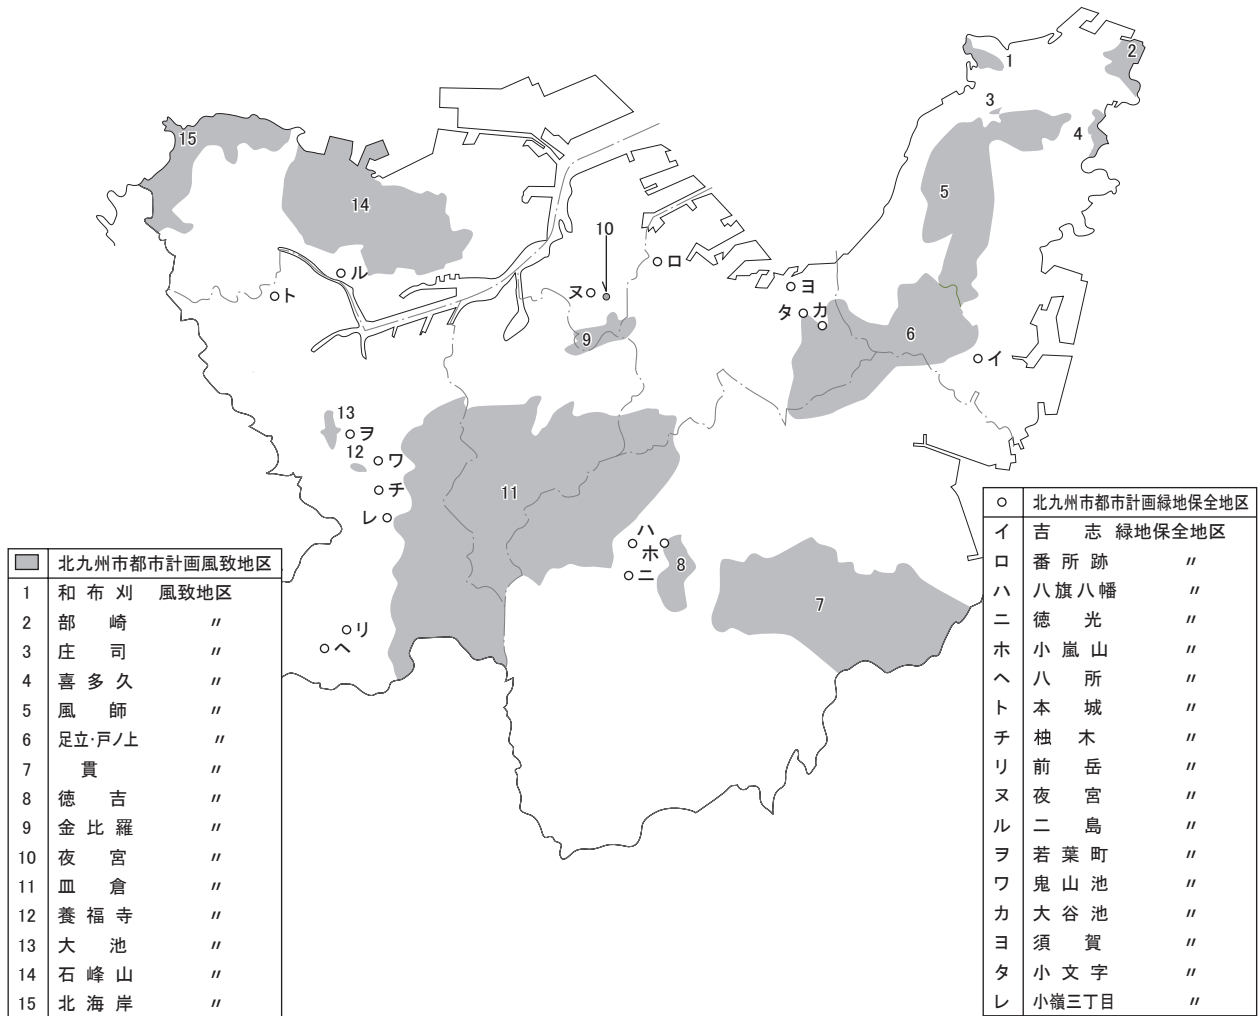 1
2
3
4
15
5
14
10
ロ
ル
ヌ
ヨ
ト
タ カ
6
9
イ
13
ヲ
12
ワ
チ
11
レ
ハ
ホ
ニ
8
7
リ
ヘ
北九州市都市計画風致地区
1 和布刈 風致地区
2 部崎 〃
3 庄司 〃
4 喜多久 〃
5 風師 〃
6 足立・戸ノ上 〃
7 貫 〃
8 徳吉 〃
9 金比羅 〃
10 夜宮 〃
11 皿倉 〃
12 養福寺 〃
13 大池 〃
14 石峰山 〃
15 北海岸 〃
北九州市都市計画緑地保全地区
イ 吉志 緑地保全地区
ロ 番所跡 〃
ハ 八旗八幡 〃
ニ 徳光 〃
ホ 小嵐山 〃
ヘ 八所 〃
ト 本城 〃
チ 柚木 〃
リ 前岳 〃
ヌ 夜宮 〃
ル 二島 〃
ヲ 若葉町 〃
ワ 鬼山池 〃
カ 大谷池 〃
ヨ 須賀 〃
タ 小文字 〃
レ 小嶺三丁目 〃